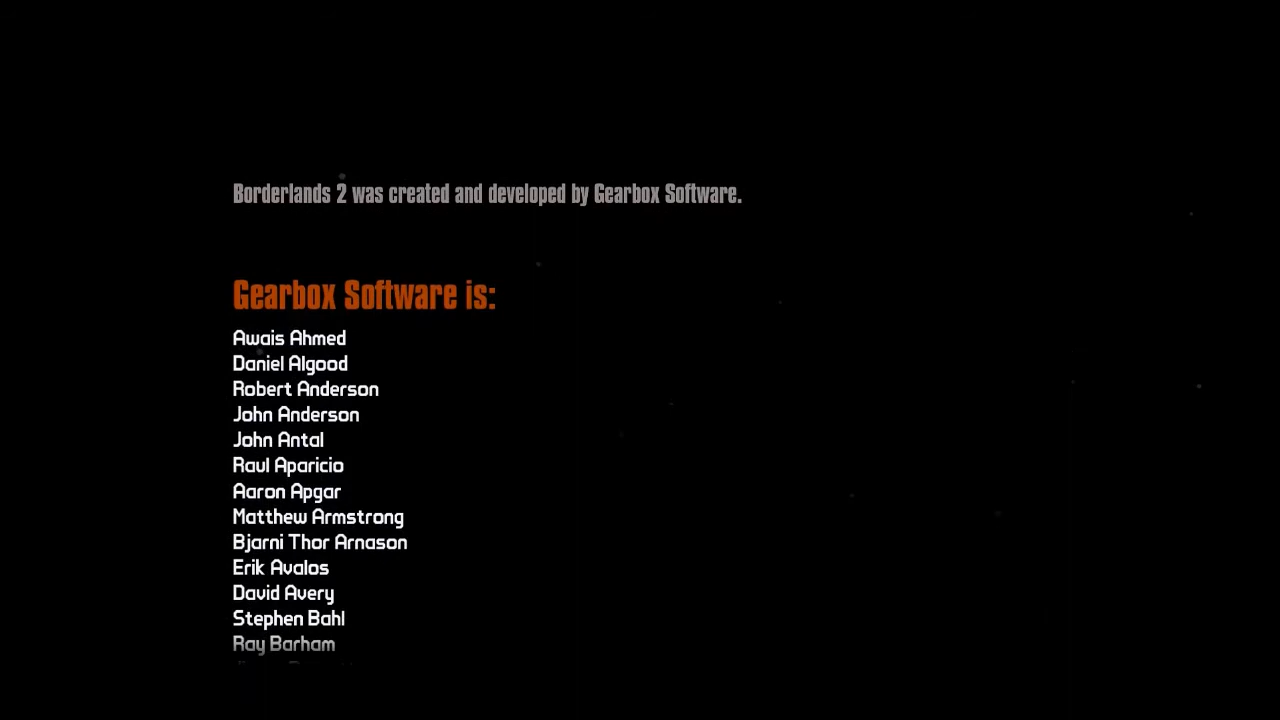 Borderlands 2 was created and developed by Gearbox Software.
Gearbox Software is:
Awais Ahmed
Daniel Algood
Robert Anderson
John Anderson
John Antal
Raul Aparicio
Aaron Apgar
Matthew Armstrong
Bjarni Thor Arnason
Erik Avalos
David Avery
Stephen Bahl
Ray Barham